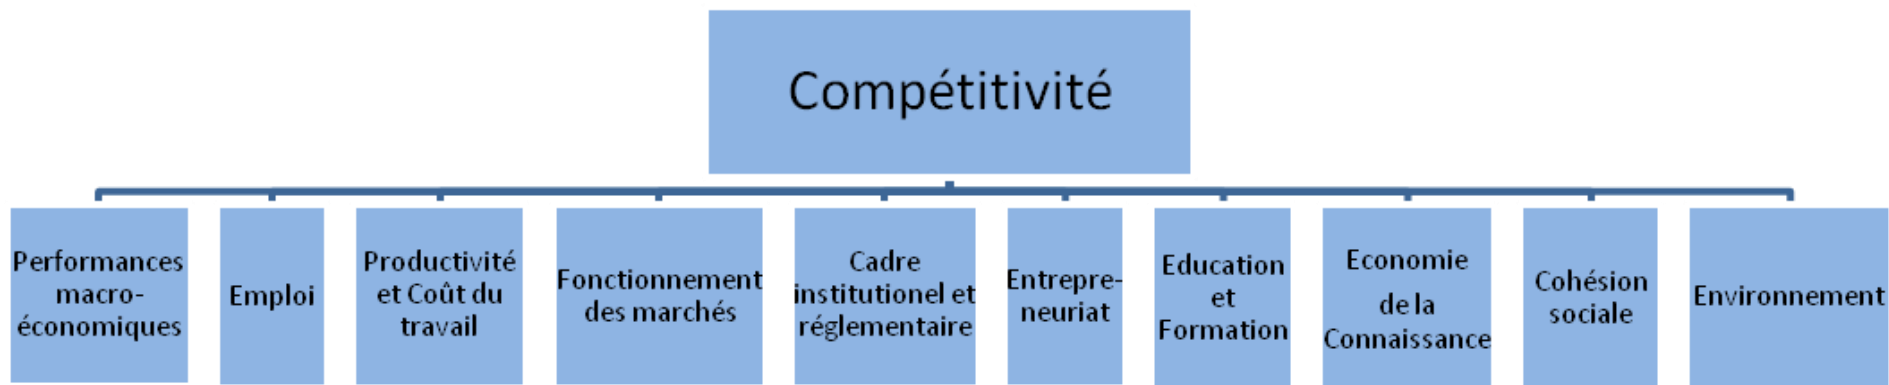 Compétitivité
Performances
macro-
économiques
Emploi
Productivité
et Coût du
travail
Fonctionnement
des marchés
Cadre
institutionel et
réglementaire
Entrepre-
neuriat
Education
et
Formation
Economie
de la
Connaissance
Cohésion
sociale
Environnement